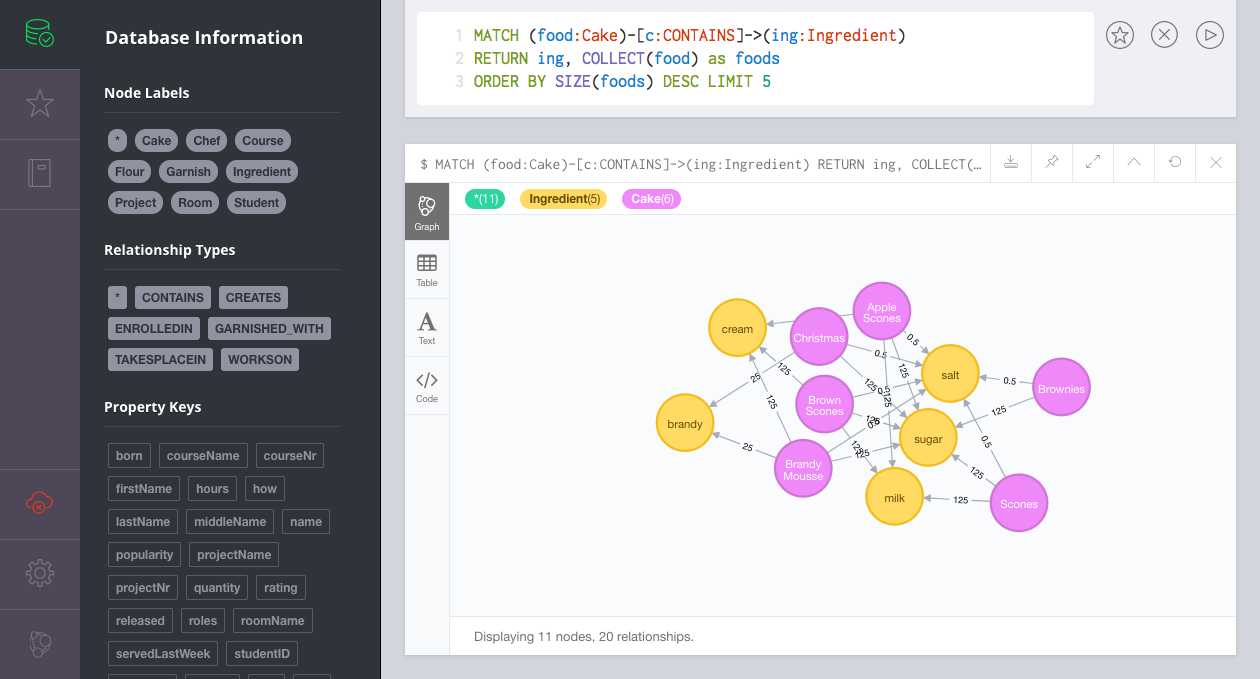 Database Information
Node Labels
* Cake Chef Course
Flour Garnish Ingredient
Project Room Student
Relationship Types
* CONTAINS CREATES
ENROLLEDIN GARNISHED_WITH
TAKESPLACEIN WORKSON
Property Keys
born courseName courseNr
firstName hours how
lastName middleName name
popularity projectName
projectNr quantity rating
released roles roomName
servedLastWeek studentID
1 MATCH (food:Cake)-[c:CONTAINS]->(ing:Ingredient)
2 RETURN ing, COLLECT(food) as foods
3 ORDER BY SIZE(foods) DESC LIMIT 5
$ MATCH (food:Cake)-[c:CONTAINS]->(ing:Ingredient) RETURN ing, COLLECT(…
*(11) Ingredient(5) Cake(6)
Graph
Table
A
Text
</>
Code
Apple
Scones
cream
Christmas
0.5
0.5
125
125
salt
0.5
Brownies
25
125
125
Brown
Scones
125
125
brandy
125
sugar
0.5
25
125
125
Brandy
Mousse
125
milk
125
Scones
Displaying 11 nodes, 20 relationships.